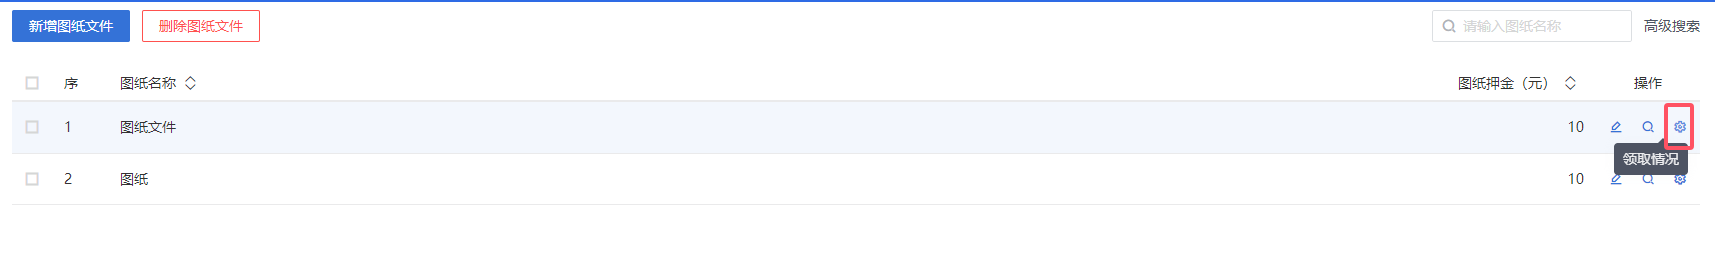 新增图纸文件 删除图纸文件 请输入图纸名称 高级搜索
序 图纸名称 图纸押金（元） 操作
1 图纸文件 10
领取情况
2 图纸 10